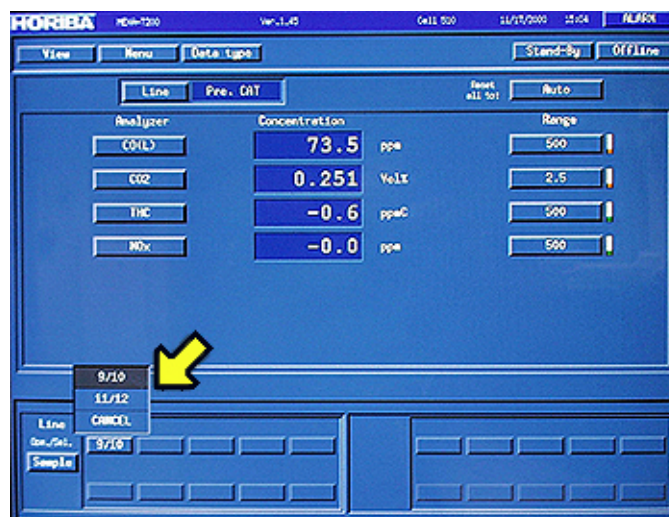 HORIBA MEXA-7200 Ver.1.45 Cell 510 11/17/2000 15:04 ALARM
View Menu Data type Stand-By Offline
Line Pre. CAT Reset all to: Auto
Analyzer Concentration Range
CO(L) 73.5 ppm 500
CO2 0.251 Vol% 2.5
THC -0.6 ppmC 500
NOx -0.0 ppm 500
9/10
11/12
CANCEL
Line
Ope./Sel. 9/10
Sample